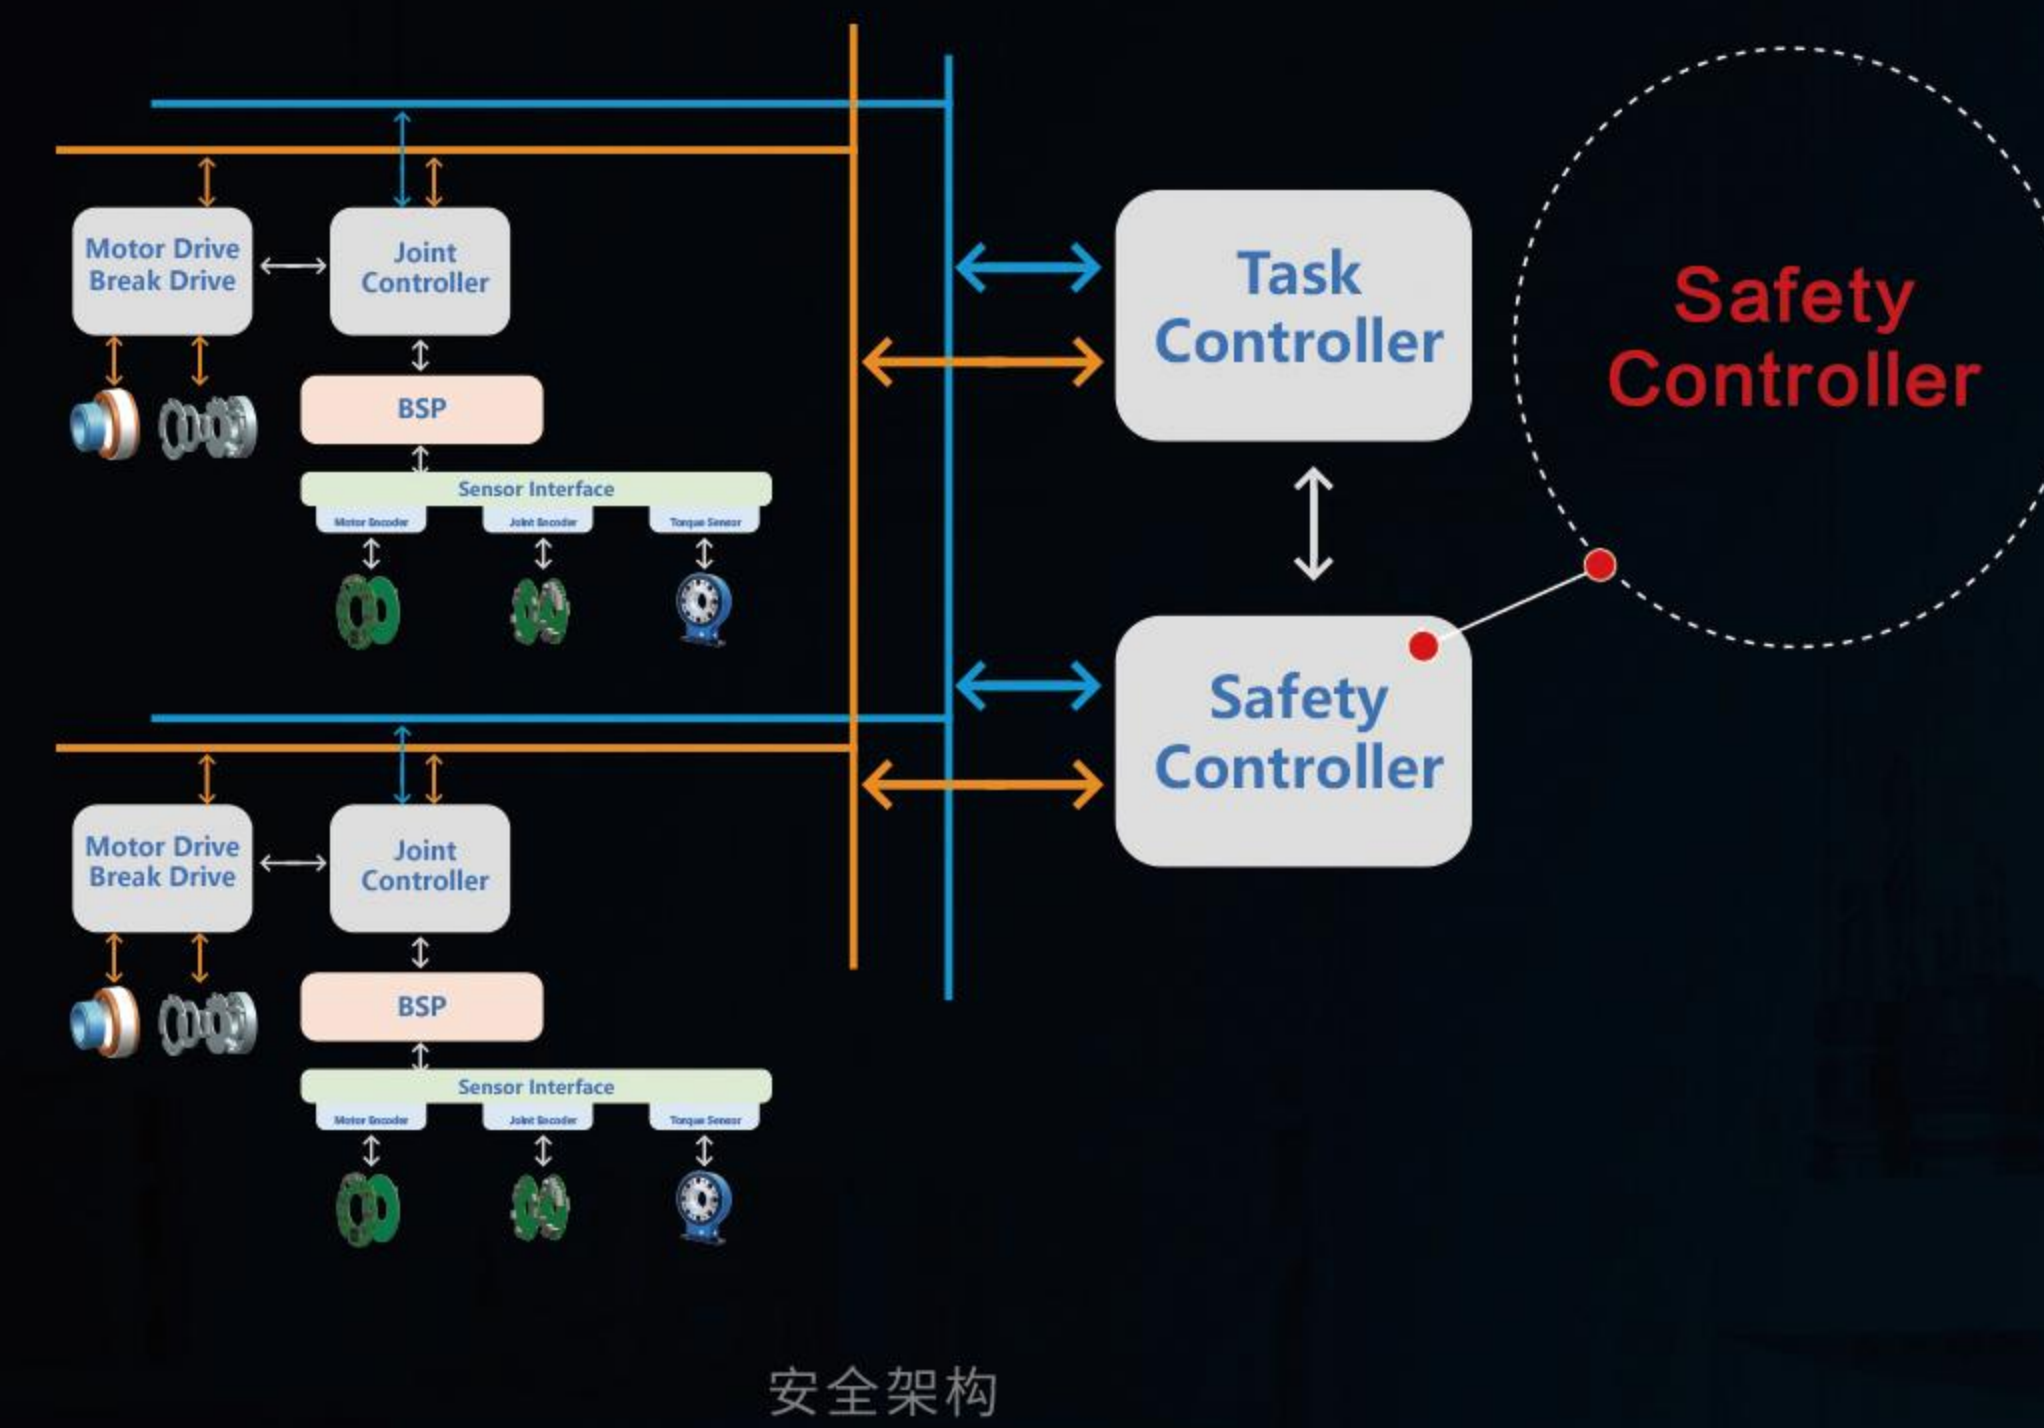 Motor Drive
Break Drive
Joint
Controller
BSP
Sensor Interface
Motor Encoder
Joint Encoder
Torque Sensor
Task
Controller
Safety
Controller
Safety
Controller
Motor Drive
Break Drive
Joint
Controller
BSP
Sensor Interface
Motor Encoder
Joint Encoder
Torque Sensor
安全架构